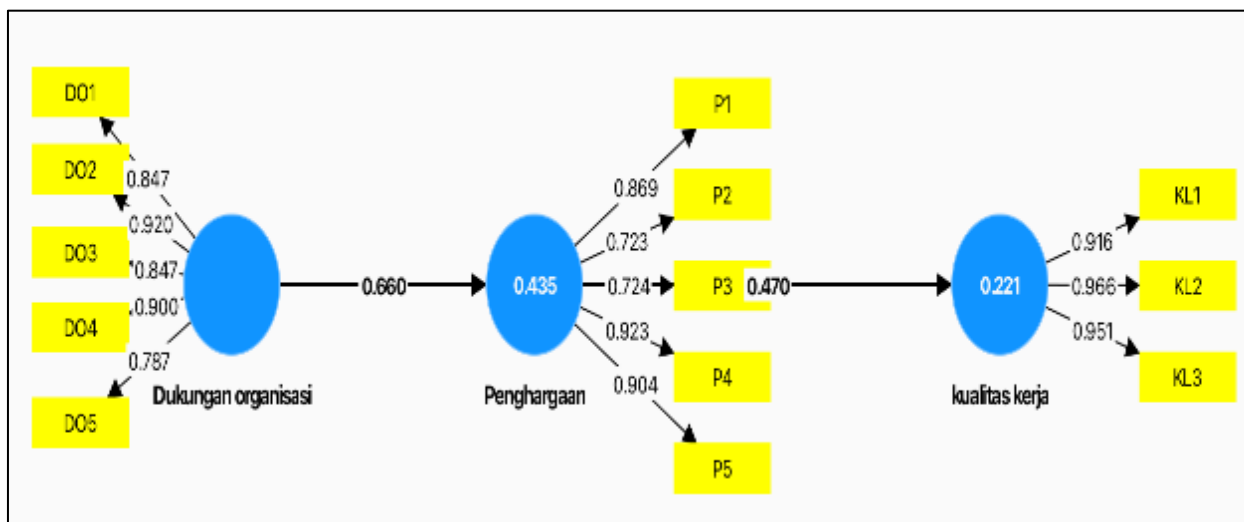 DO1
DO2
DO3
DO4
DO5
0.847
0.920
0.847
0.900
0.787
Dukungan organisasi
0.660
0.435
Penghargaan
0.869
0.723
0.724
0.923
0.904
P1
P2
P3
P4
P5
0.470
0.221
kualitas kerja
0.916
0.966
0.951
KL1
KL2
KL3